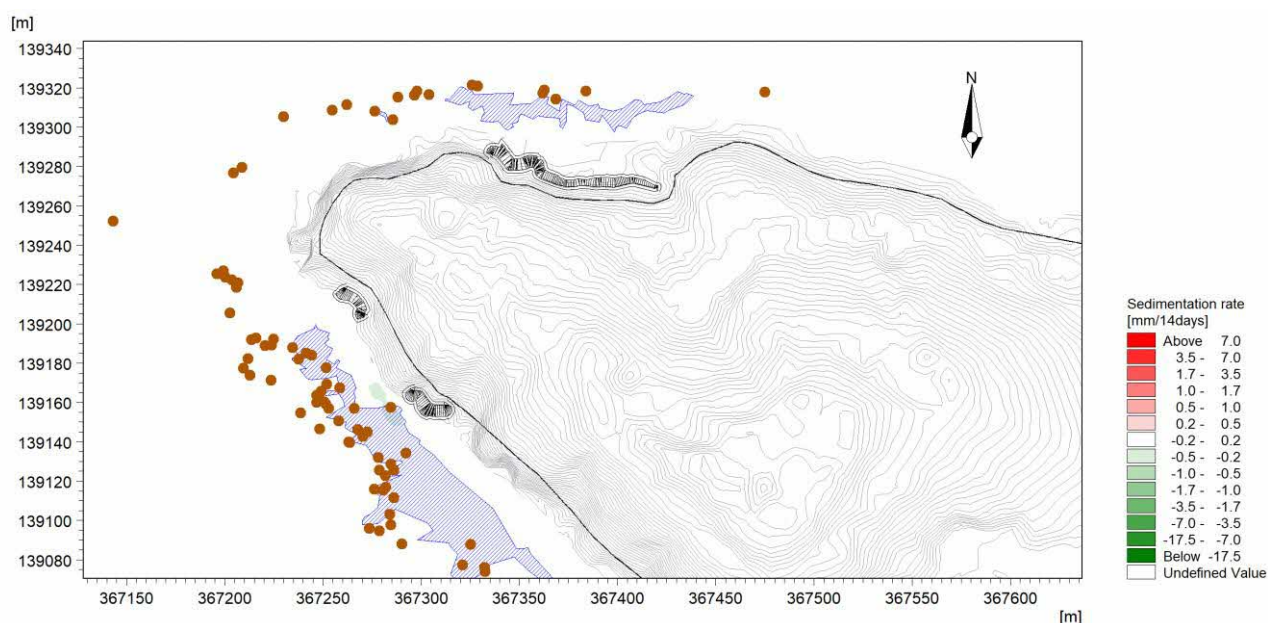 [m]
139340
139320
139300
139280
139260
139240
139220
139200
139180
139160
139140
139120
139100
139080
N
367150 367200 367250 367300 367350 367400 367450 367500 367550 367600
[m]
Sedimentation rate
[mm/14days]
Above 7.0
3.5 - 7.0
1.7 - 3.5
1.0 - 1.7
0.5 - 1.0
0.2 - 0.5
-0.2 - 0.2
-0.5 - -0.2
-1.0 - -0.5
-1.7 - -1.0
-3.5 - -1.7
-7.0 - -3.5
-17.5 - -7.0
Below -17.5
Undefined Value